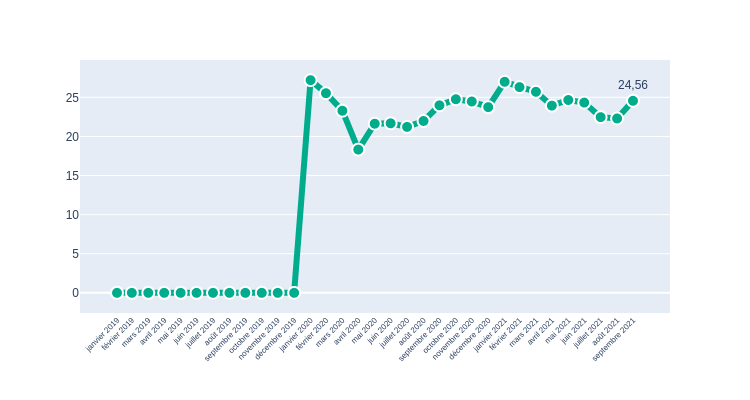 24,56
25
20
15
10
5
0
janvier 2019
février 2019
mars 2019
avril 2019
mai 2019
juin 2019
juillet 2019
août 2019
septembre 2019
octobre 2019
novembre 2019
décembre 2019
janvier 2020
février 2020
mars 2020
avril 2020
mai 2020
juin 2020
juillet 2020
août 2020
septembre 2020
octobre 2020
novembre 2020
décembre 2020
janvier 2021
février 2021
mars 2021
avril 2021
mai 2021
juin 2021
juillet 2021
août 2021
septembre 2021